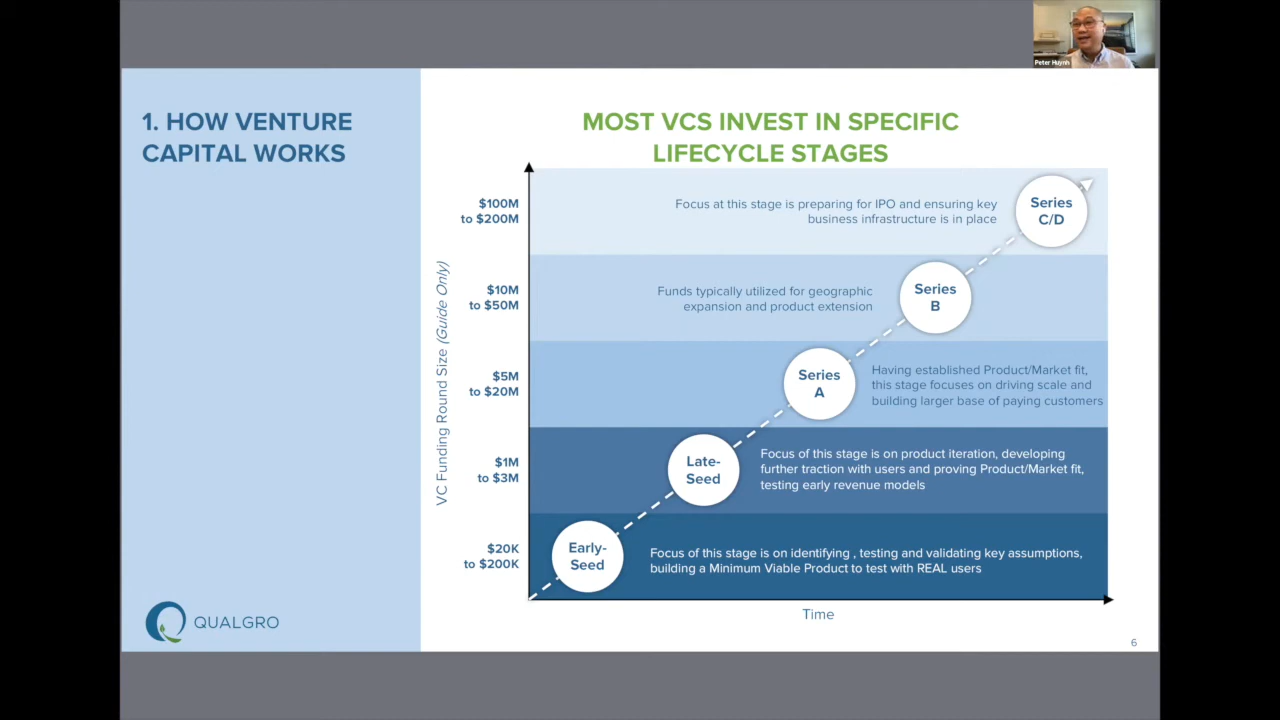 Peter Huynh
1. HOW VENTURE
CAPITAL WORKS
MOST VCS INVEST IN SPECIFIC
LIFECYCLE STAGES
VC Funding Round Size (Guide Only)
$100M
to $200M
Focus at this stage is preparing for IPO and ensuring key
business infrastructure is in place
Series
C/D
$10M
to $50M
Funds typically utilized for geographic
expansion and product extension
Series
B
$5M
to $20M
Series
A
Having established Product/Market fit,
this stage focuses on driving scale and
building larger base of paying customers
$1M
to $3M
Late-
Seed
Focus of this stage is on product iteration, developing
further traction with users and proving Product/Market fit,
testing early revenue models
$20K
to $200K
Early-
Seed
Focus of this stage is on identifying , testing and validating key assumptions,
building a Minimum Viable Product to test with REAL users
Time
QUALGRO
6